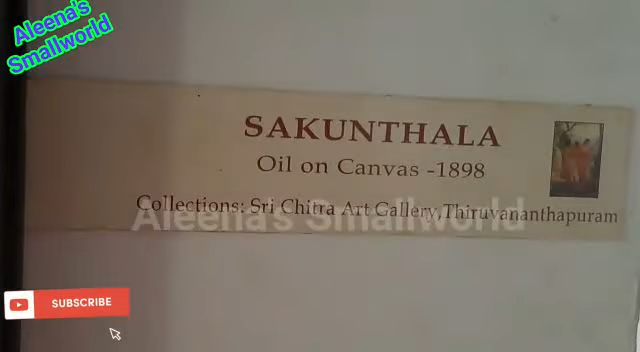 Aleena's
Smallworld
SAKUNTHALA
Oil on Canvas -1898
Collections: Sri Chitra Art Gallery,Thiruvananthapuram
Aleena's Smallworld
SUBSCRIBE